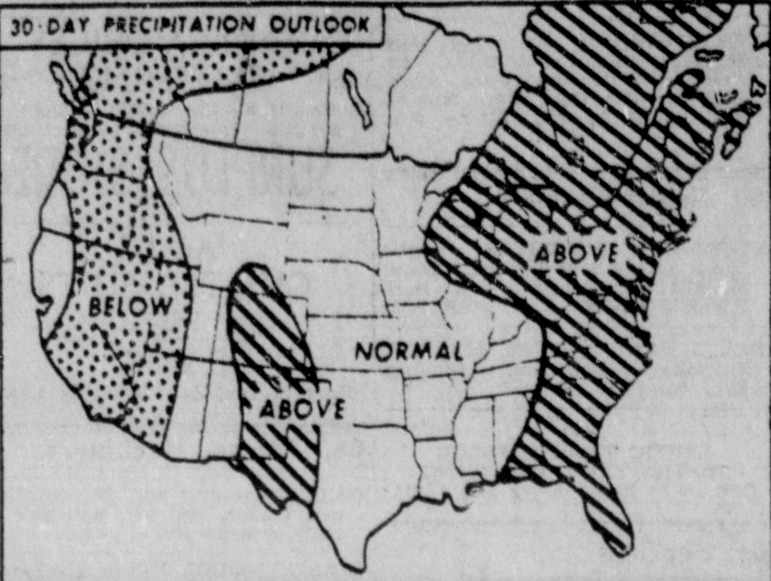 30-DAY PRECIPITATION OUTLOOK
ABOVE
BELOW
NORMAL
ABOVE